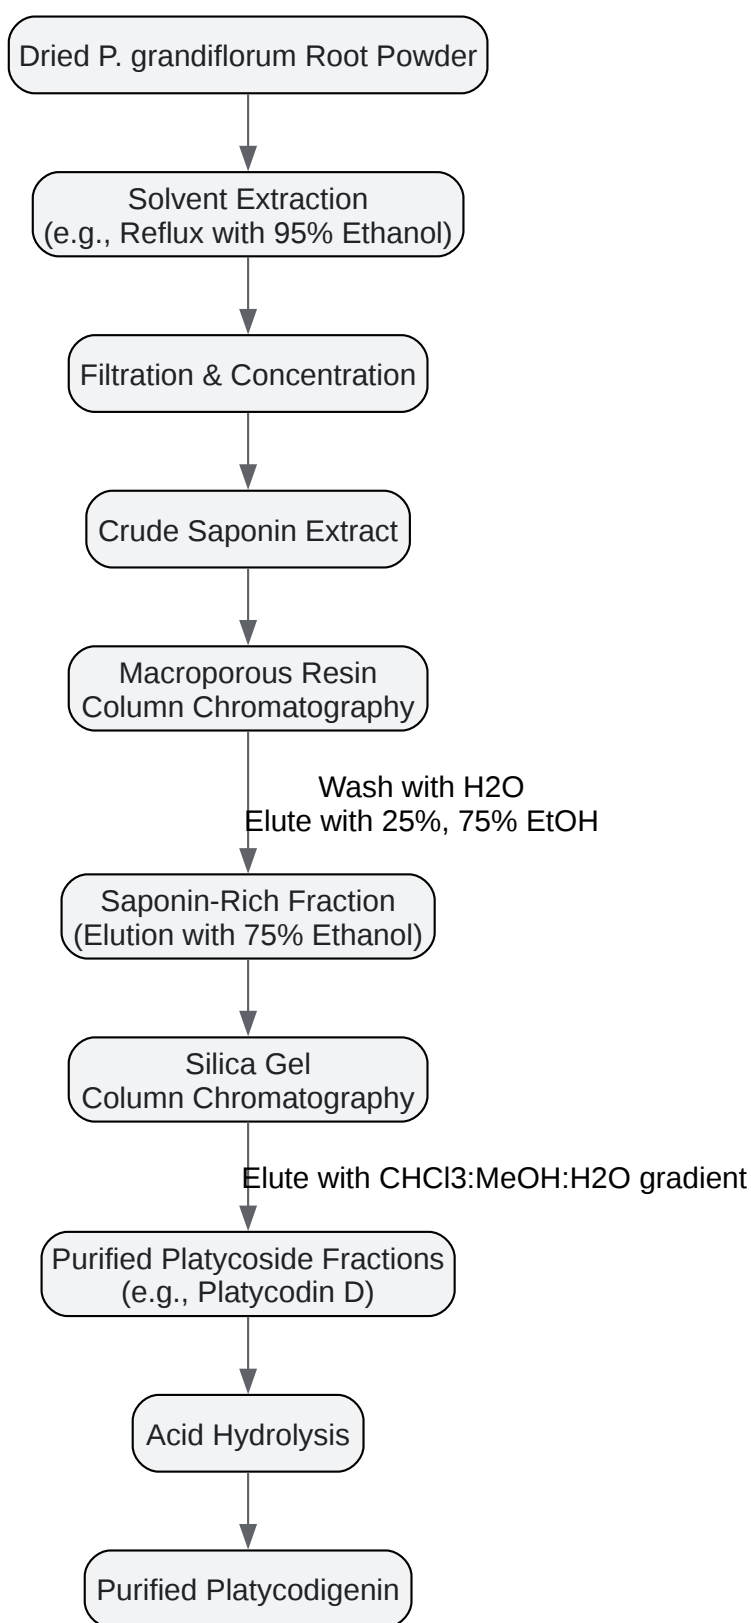 Dried P. grandiflorum Root Powder
Solvent Extraction
(e.g., Reflux with 95% Ethanol)
Filtration & Concentration
Crude Saponin Extract
Macroporous Resin
Column Chromatography
Wash with H2O
Elute with 25%, 75% EtOH
Saponin-Rich Fraction
(Elution with 75% Ethanol)
Silica Gel
Column Chromatography
Elute with CHCl3:MeOH:H2O gradient
Purified Platycoside Fractions
(e.g., Platycodin D)
Acid Hydrolysis
Purified Platycodigenin